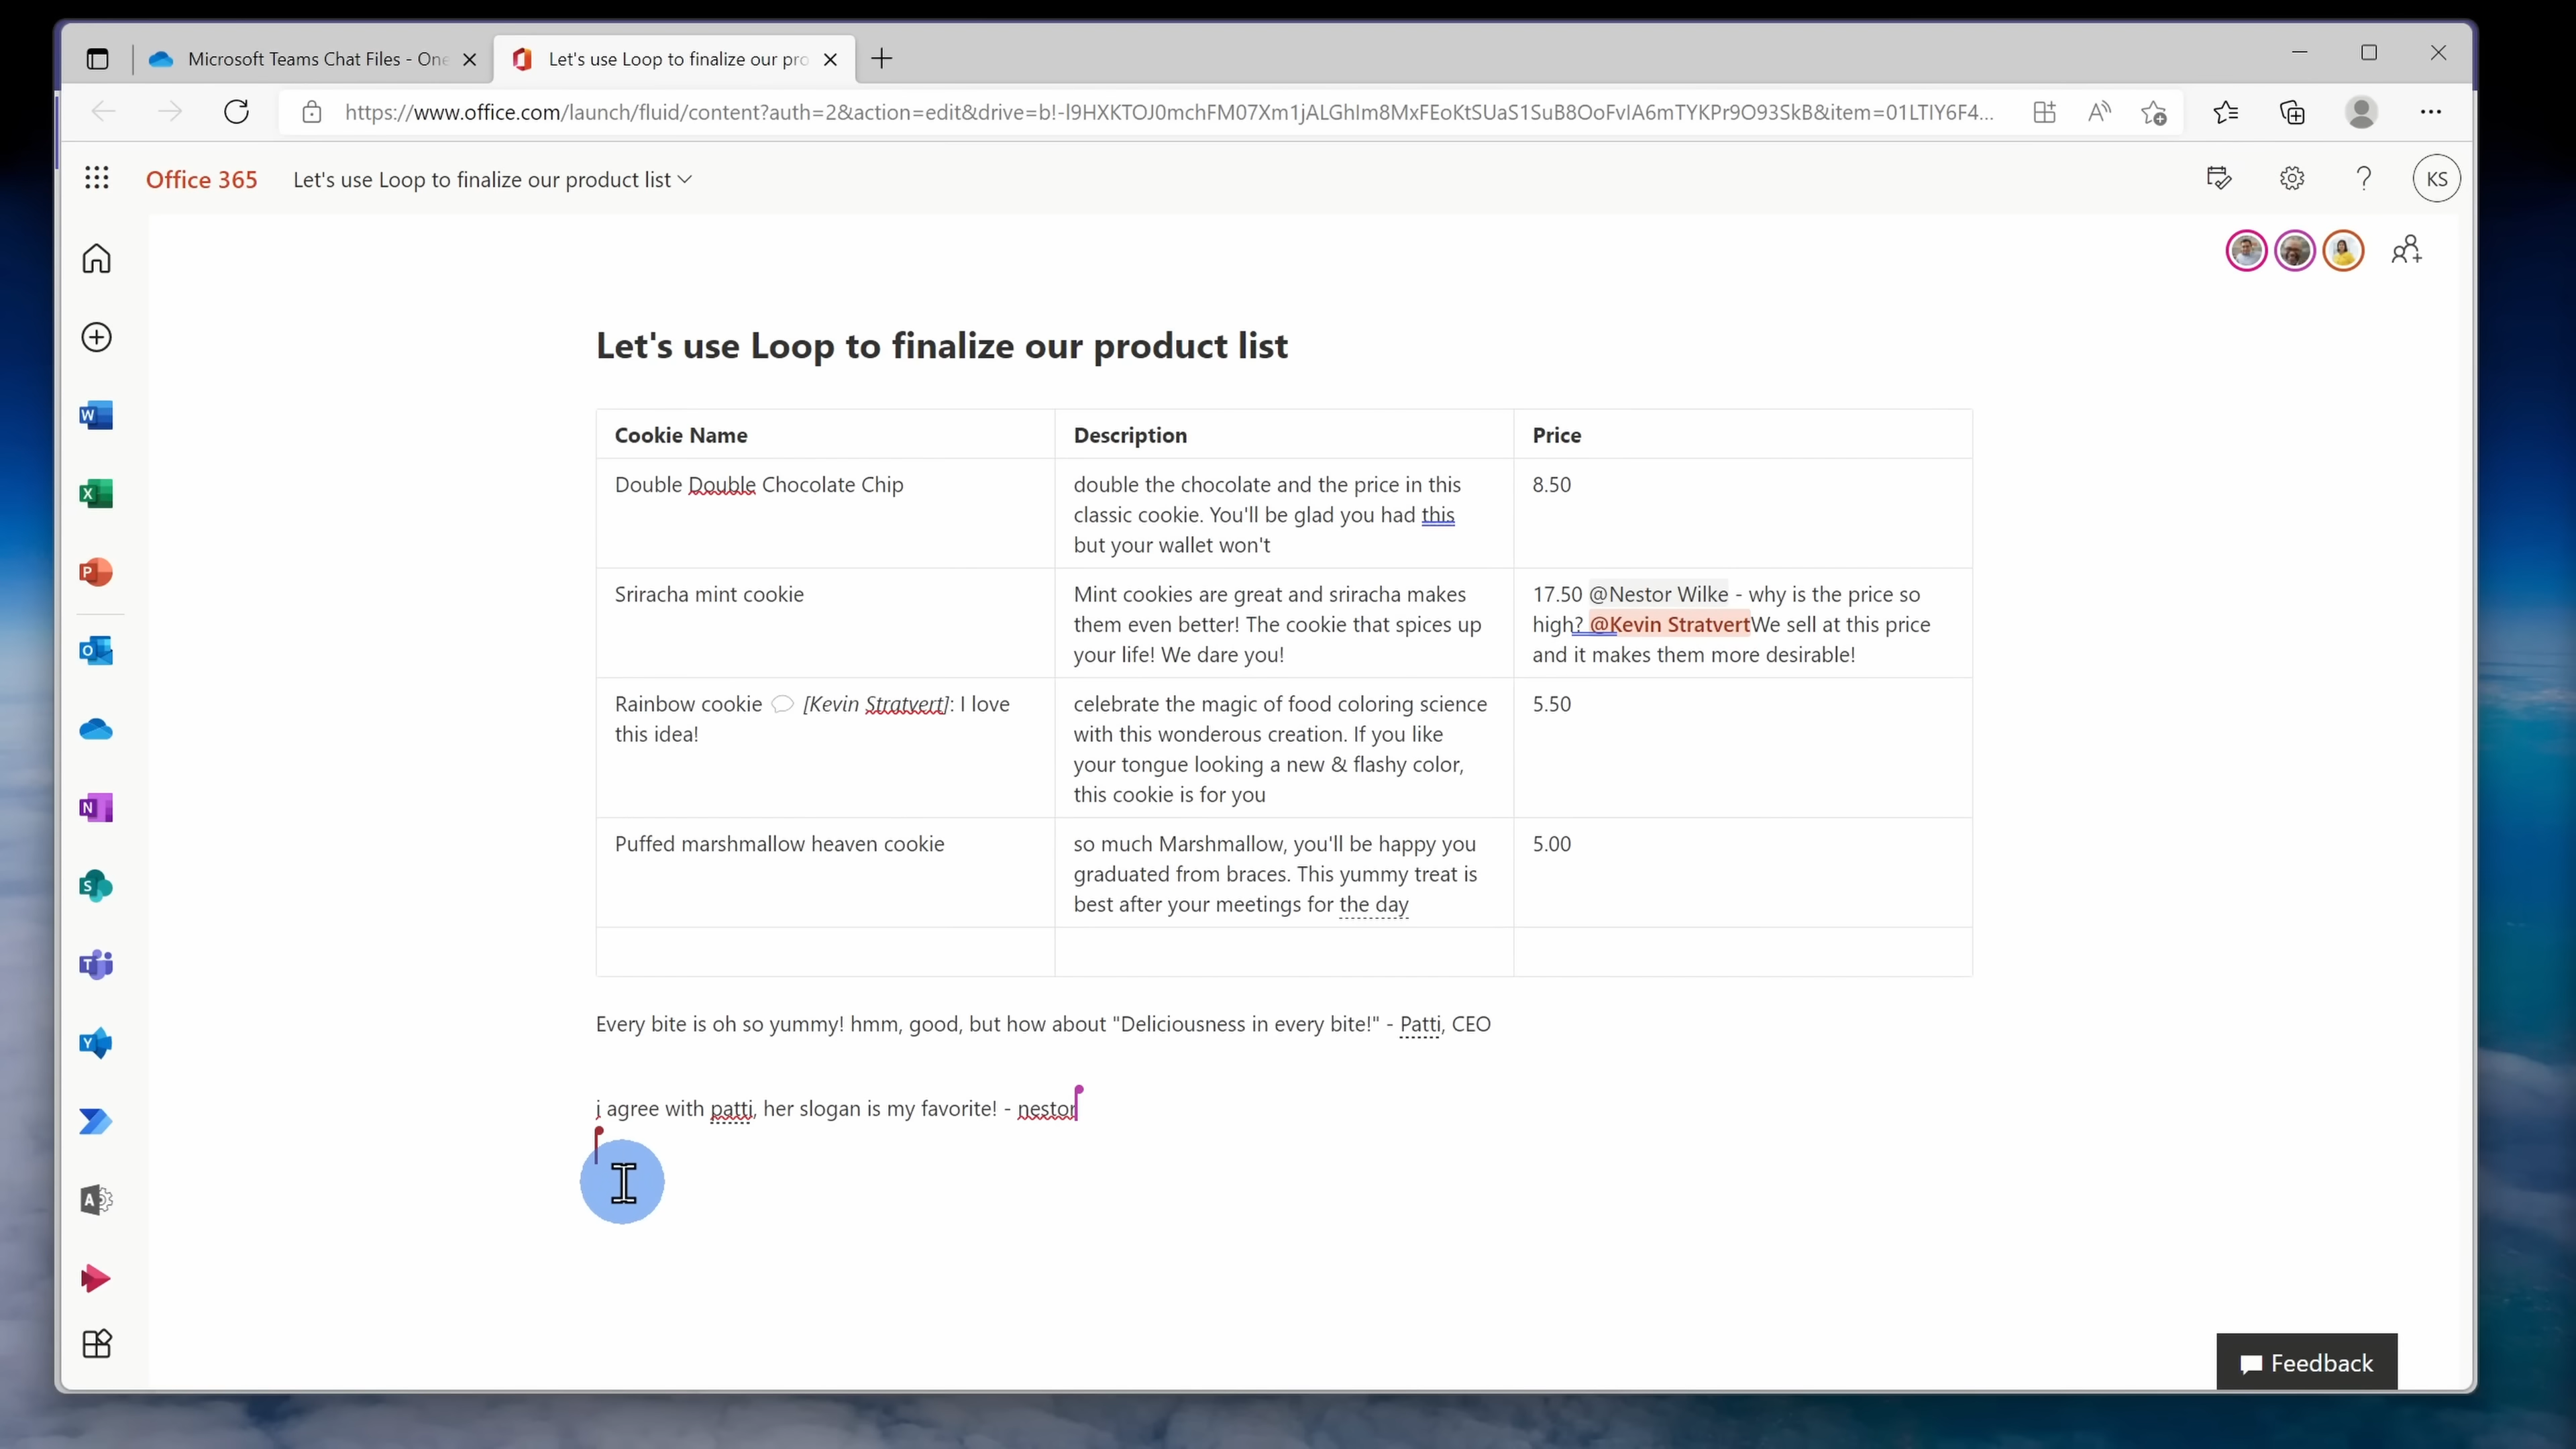 Microsoft Teams Chat Files - One
Let's use Loop to finalize our pro
https://www.office.com/launch/fluid/content?auth=2&action=edit&drive=b!-l9HXKTOJ0mchFM07Xm1jALGhIm8MxFEoKtSUaS1SuB8OoFvIA6mTYKPr9O93SkB&item=01LTIY6F4...
Office 365
Let's use Loop to finalize our product list
KS
Let's use Loop to finalize our product list
Cookie Name Description Price
Double Double Chocolate Chip
double the chocolate and the price in this
classic cookie. You'll be glad you had this
but your wallet won't
8.50
Sriracha mint cookie
Mint cookies are great and sriracha makes
them even better! The cookie that spices up
your life! We dare you!
17.50 @Nestor Wilke - why is the price so
high? @Kevin StratvertWe sell at this price
and it makes them more desirable!
Rainbow cookie [Kevin Stratvert]: I love
this idea!
celebrate the magic of food coloring science
with this wonderous creation. If you like
your tongue looking a new & flashy color,
this cookie is for you
5.50
Puffed marshmallow heaven cookie
so much Marshmallow, you'll be happy you
graduated from braces. This yummy treat is
best after your meetings for the day
5.00
Every bite is oh so yummy! hmm, good, but how about "Deliciousness in every bite!" - Patti, CEO
i agree with patti, her slogan is my favorite! - nestor
W
X
P
O
N
S
T
Y
A
Feedback